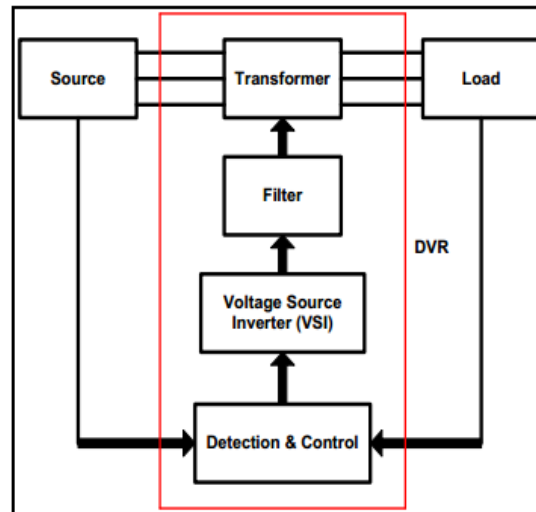 Source
Transformer
Load
Filter
DVR
Voltage Source
Inverter (VSI)
Detection & Control